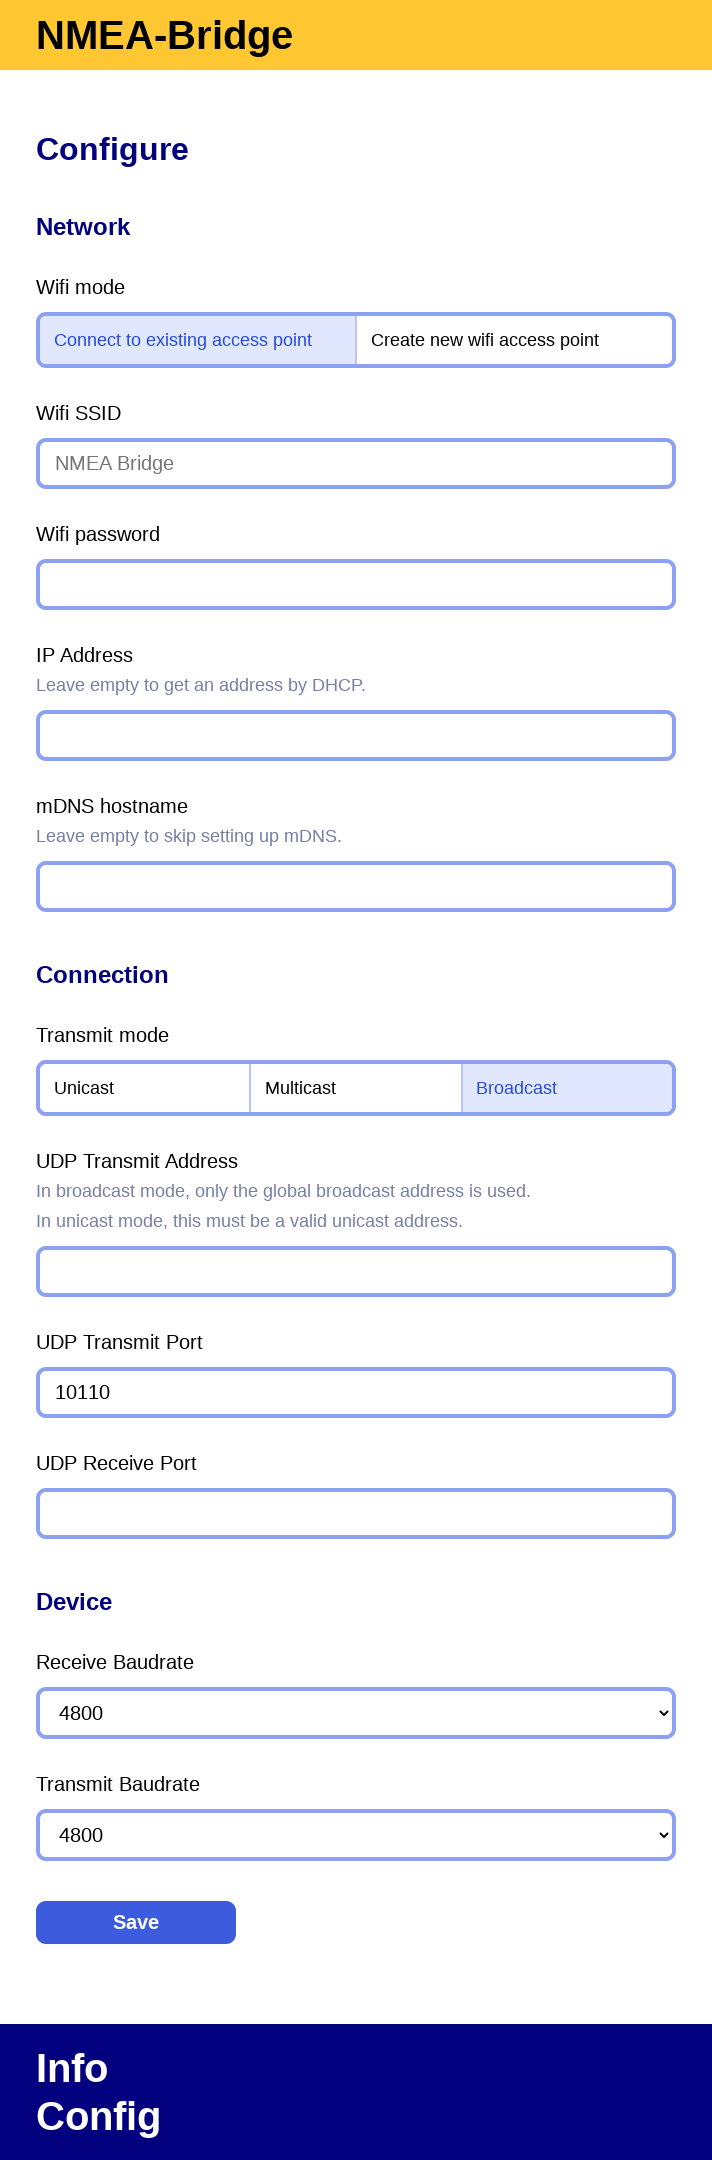 NMEA-Bridge
Configure
Network
Wifi mode
Connect to existing access point Create new wifi access point
Wifi SSID
NMEA Bridge
Wifi password
IP Address
Leave empty to get an address by DHCP.
mDNS hostname
Leave empty to skip setting up mDNS.
Connection
Transmit mode
Unicast Multicast Broadcast
UDP Transmit Address
In broadcast mode, only the global broadcast address is used.
In unicast mode, this must be a valid unicast address.
UDP Transmit Port
10110
UDP Receive Port
Device
Receive Baudrate
4800
Transmit Baudrate
4800
Save
Info
Config